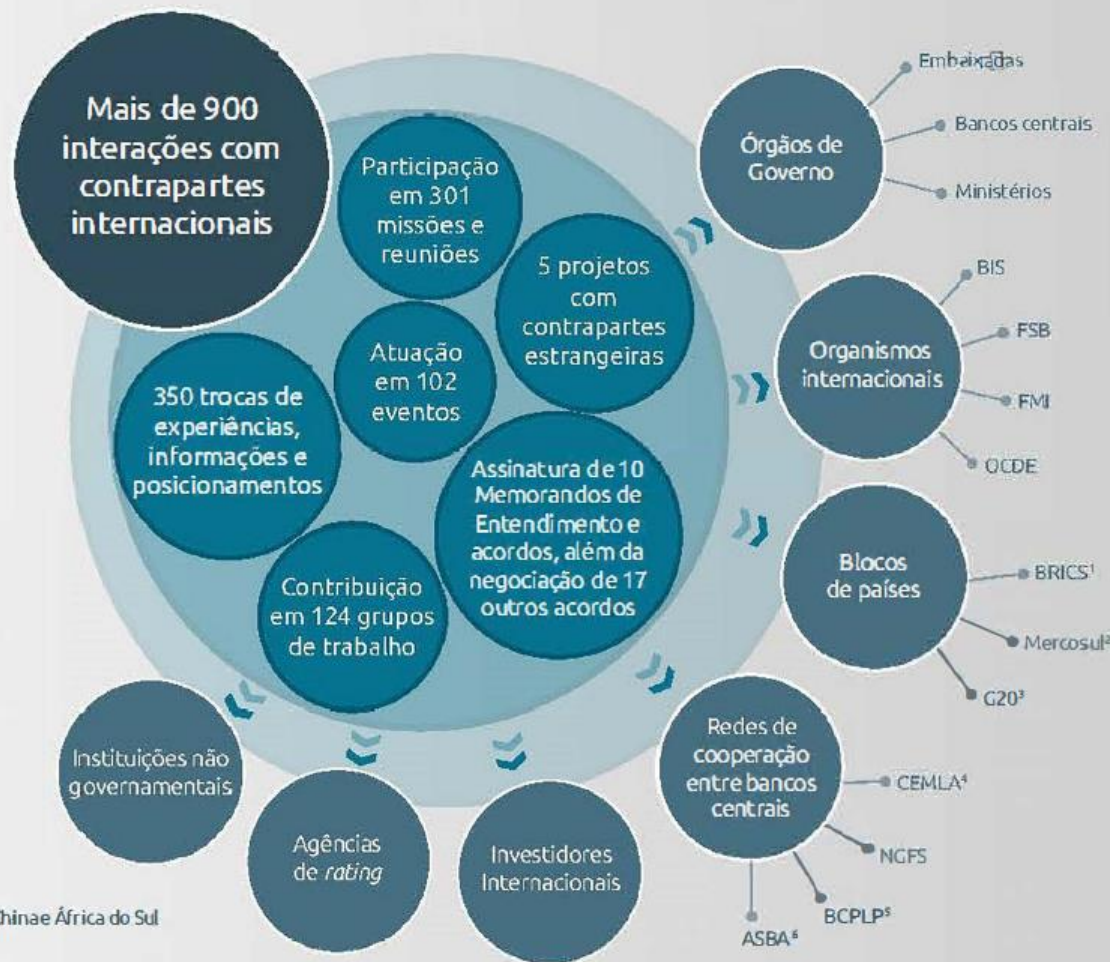 Mais de 900
interações com
contrapartes
internacionais
Participação
em 301
missões e
reuniões
5 projetos
com
contrapartes
estrangeiras
Atuação
em 102
eventos
350 trocas de
experiências,
informações e
posicionamentos
Assinatura de 10
Memorandos de
Entendimento e
acordos, além da
negociação de 17
outros acordos
Contribuição
em 124 grupos
de trabalho
Órgãos de
Governo
Embaixadas
Bancos centrais
Ministérios
Organismos
internacionais
BIS
FSB
FMI
OCDE
Blocos
de países
BRICS¹
Mercosul²
G20³
Redes de
cooperação
entre bancos
centrais
CEMLA⁴
NGFS
BCPLP⁵
ASBA⁶
Investidores
Internacionais
Agências
de rating
Instituições não
governamentais
Chinae África do Sul